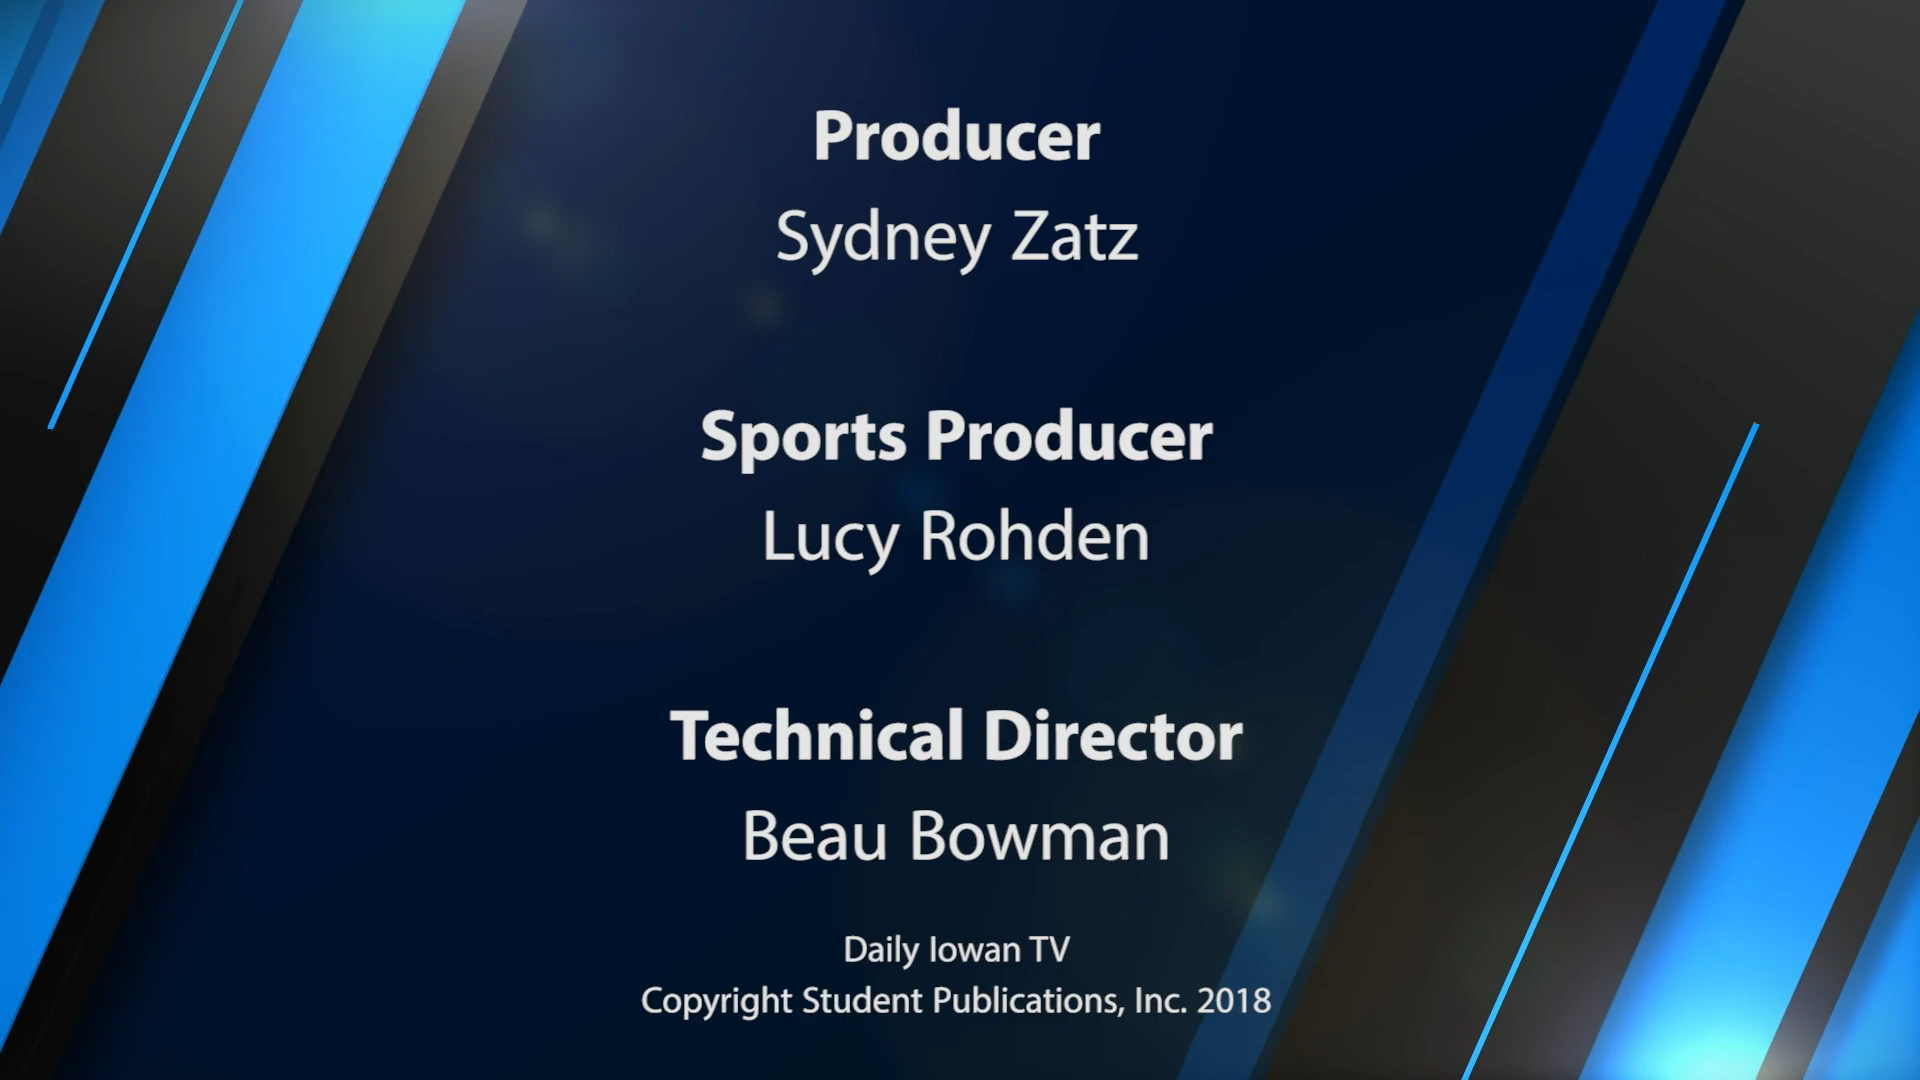 Producer
Sydney Zatz
Sports Producer
Lucy Rohden
Technical Director
Beau Bowman
Daily Iowan TV
Copyright Student Publications, Inc. 2018